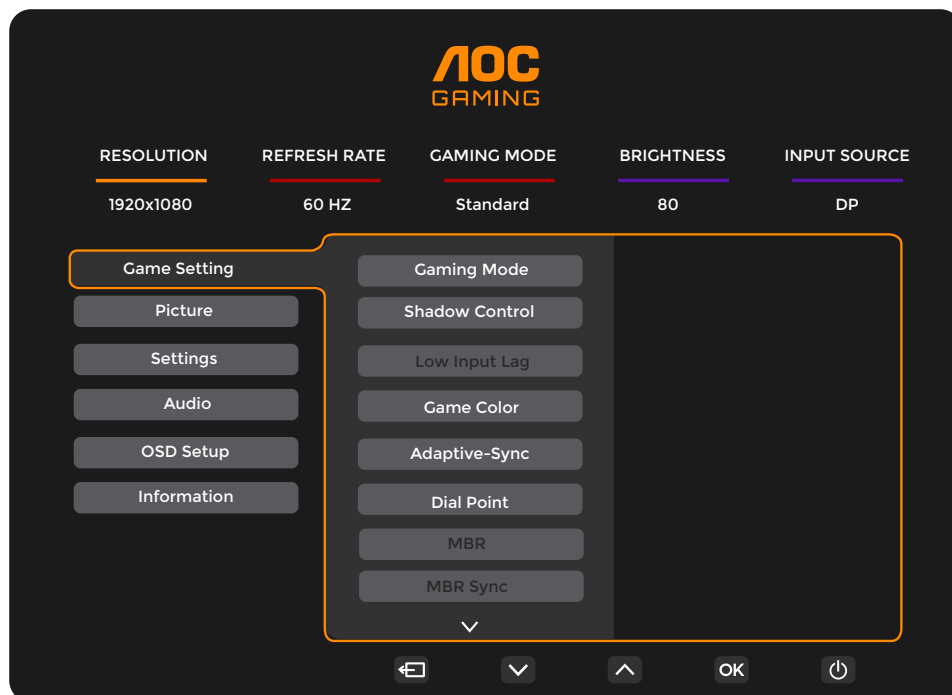 AOC
GAMING
RESOLUTION REFRESH RATE GAMING MODE BRIGHTNESS INPUT SOURCE
1920x1080 60 HZ Standard 80 DP
Game Setting
Picture
Settings
Audio
OSD Setup
Information
Gaming Mode
Shadow Control
Low Input Lag
Game Color
Adaptive-Sync
Dial Point
MBR
MBR Sync
OK